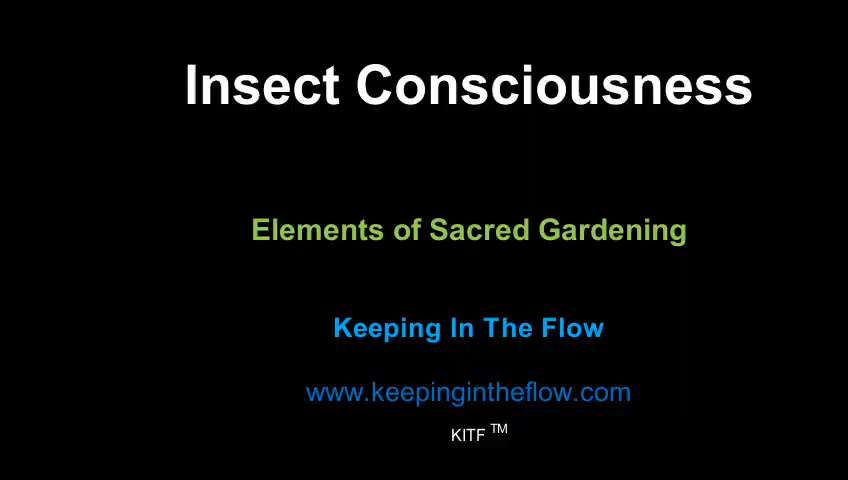 Insect Consciousness
Elements of Sacred Gardening
Keeping In The Flow
www.keepingintheflow.com
KITF TM